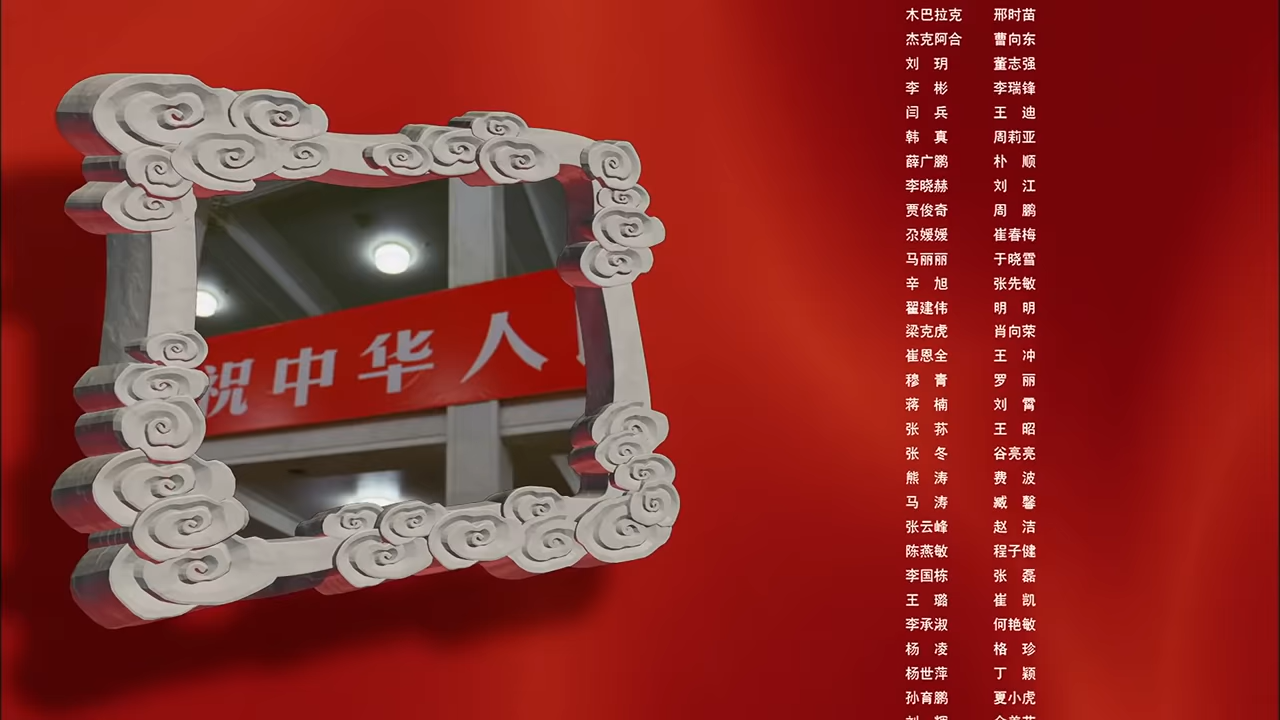 祝中华人
木巴拉克 邢时苗
杰克阿合 曹向东
刘 玥 董志强
李 彬 李瑞锋
闫 兵 王 迪
韩 真 周莉亚
薛广鹏 朴 顺
李晓赫 刘 江
贾俊奇 周 鹏
尕媛媛 崔春梅
马丽丽 于晓雪
辛 旭 张先敏
翟建伟 明 明
梁克虎 肖向荣
崔恩全 王 冲
穆 青 罗 丽
蒋 楠 刘 霄
张 荪 王 昭
张 冬 谷亮亮
熊 涛 费 波
马 涛 臧 馨
张云峰 赵 洁
陈燕敏 程子健
李国栋 张 磊
王 璐 崔 凯
李承淑 何艳敏
杨 凌 格 珍
杨世萍 丁 颖
孙育鹏 夏小虎